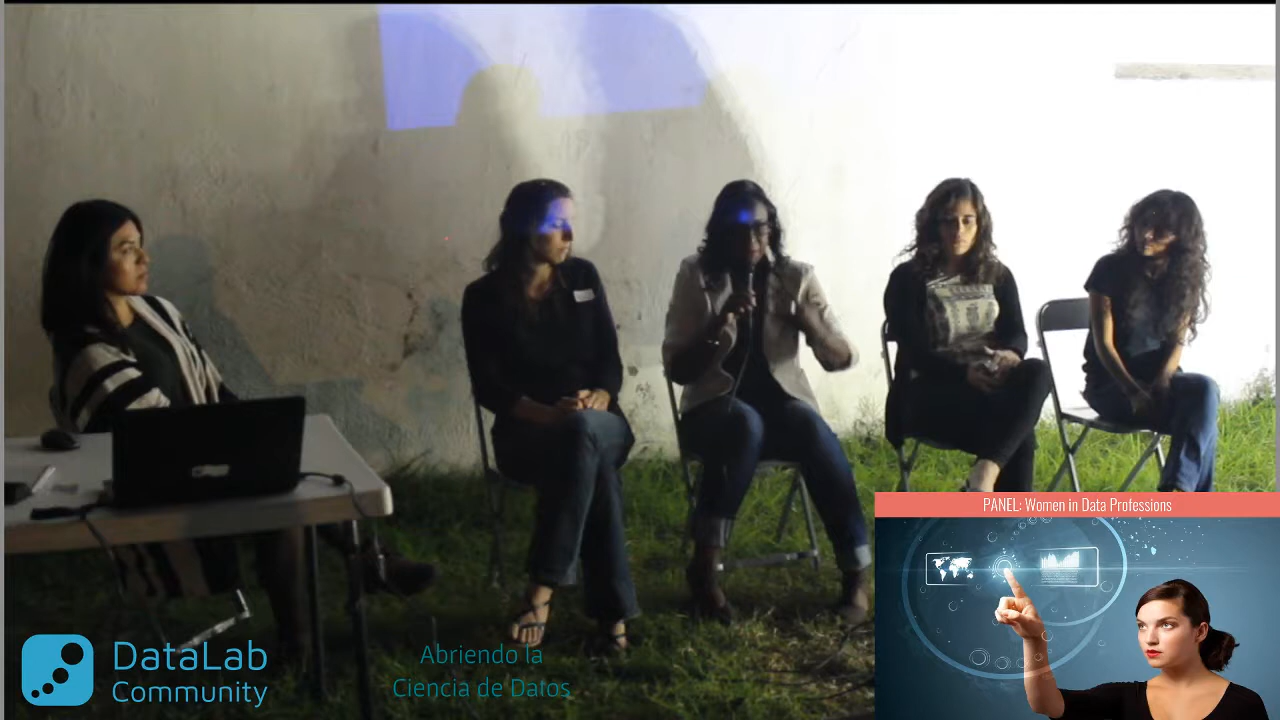 PANEL: Women in Data Professions
DataLab
Community
Abriendo la
Ciencia de Datos